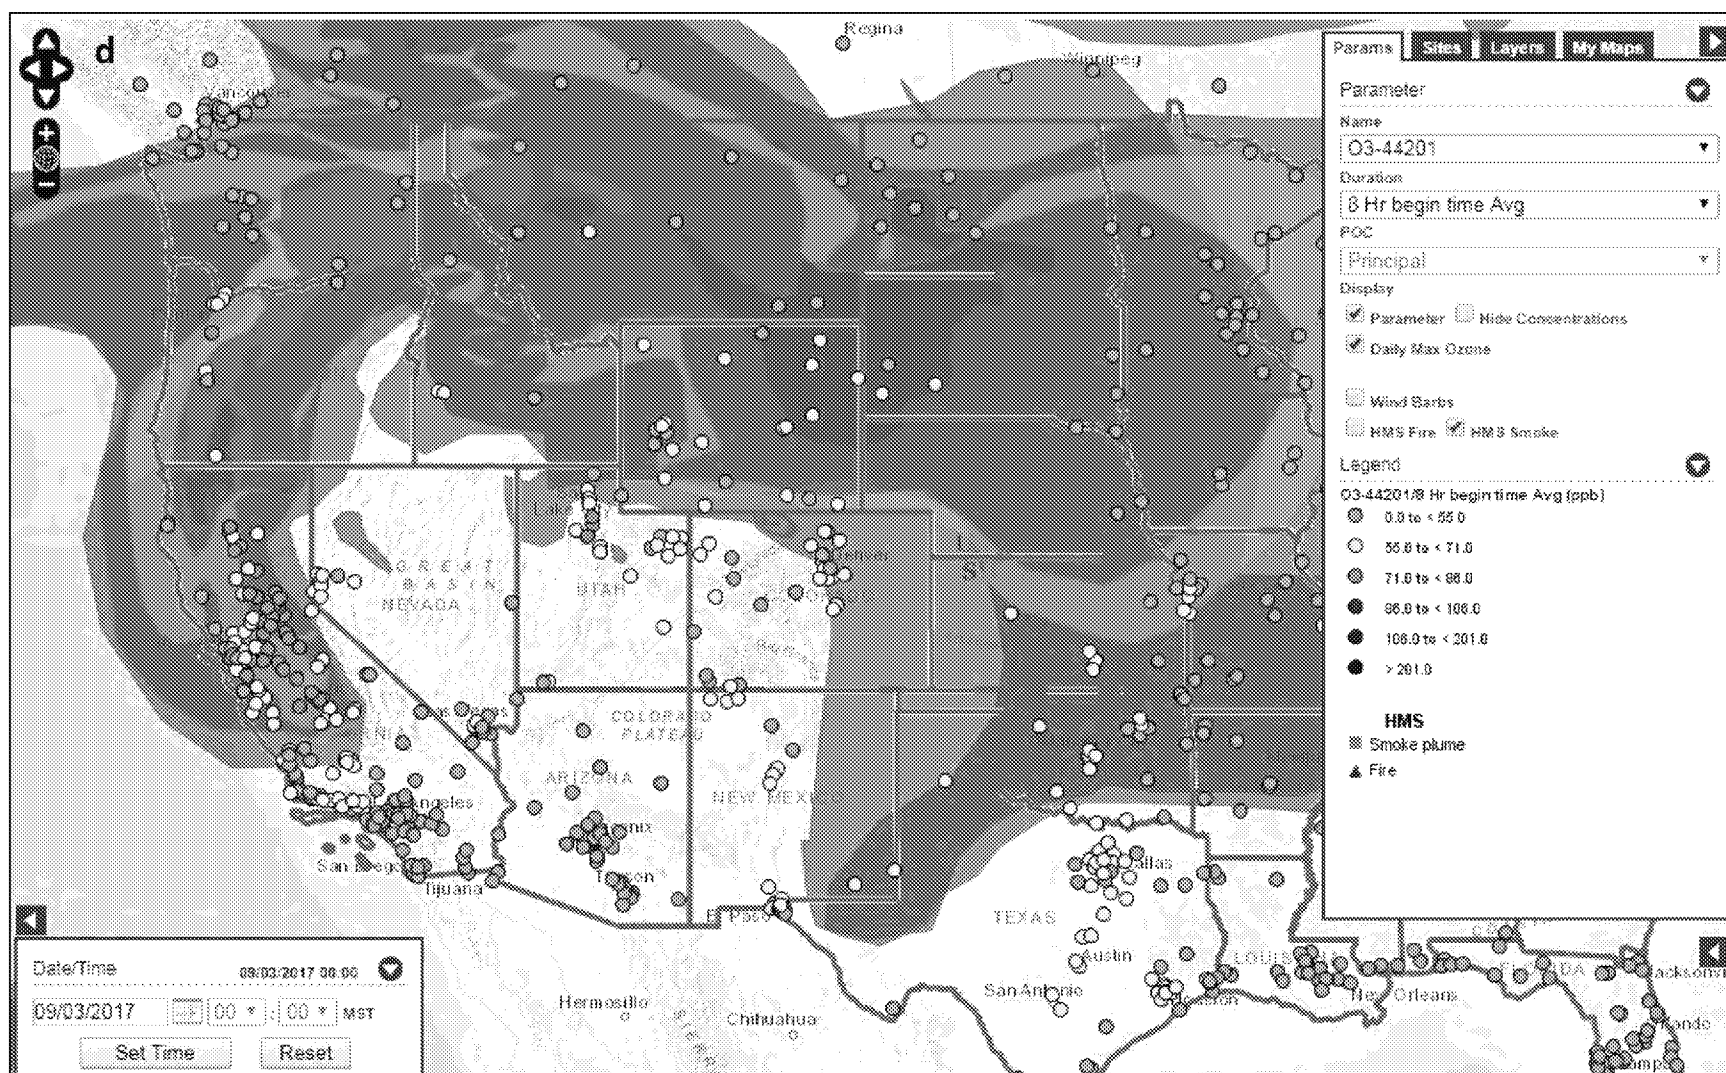 d
Regina
Winnipeg
Vancouver
Params
Sites
Layers
My Maps
Parameter
Name
O3-44201
Duration
8 Hr begin time Avg
POC
Principal
Display
Parameter
Hide Concentrations
Daily Max Ozone
Wind Barbs
HMS Fire
HMS Smoke
Legend
O3-44201/8 Hr begin time Avg (ppb)
0.0 to < 55.0
55.0 to < 71.0
71.0 to < 86.0
86.0 to < 106.0
106.0 to < 201.0
> 201.0
HMS
Smoke plume
Fire
GREAT
BASIN
NEVADA
UTAH
COLORADO
PLATEAU
ARIZONA
NEW MEXI
Angeles
San Diego
Tijuana
El Paso
TEXAS
Austin
San Antonio
LOUIS
New Orleans
Jacksonvi
Hermosillo
Chihuahua
Date/Time
09/03/2017 00:00
09/03/2017
00
:
00
MST
Set Time
Reset